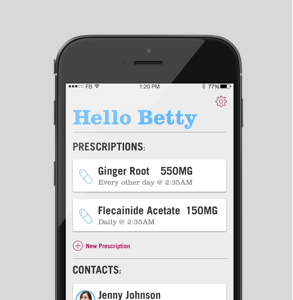 FB
1:20 PM
77%
Hello Betty
PRESCRIPTIONS:
Ginger Root 550MG
Every other day @ 2:35AM
Flecainide Acetate 150MG
Daily @ 2:35AM
New Prescription
CONTACTS:
Jenny Johnson